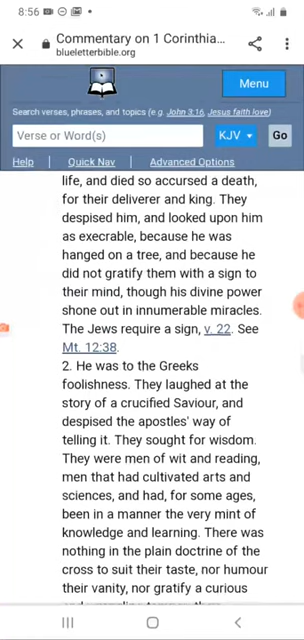 8:56
Commentary on 1 Corinthia...
blueletterbible.org
Menu
Search verses, phrases, and topics (e.g. John 3:16, Jesus faith love)
Verse or Word(s)
KJV
Go
Help | Quick Nav | Advanced Options
life, and died so accursed a death,
for their deliverer and king. They
despised him, and looked upon him
as execrable, because he was
hanged on a tree, and because he
did not gratify them with a sign to
their mind, though his divine power
shone out in innumerable miracles.
The Jews require a sign, v. 22. See
Mt. 12:38.
2. He was to the Greeks
foolishness. They laughed at the
story of a crucified Saviour, and
despised the apostles' way of
telling it. They sought for wisdom.
They were men of wit and reading,
men that had cultivated arts and
sciences, and had, for some ages,
been in a manner the very mint of
knowledge and learning. There was
nothing in the plain doctrine of the
cross to suit their taste, nor humour
their vanity, nor gratify a curious